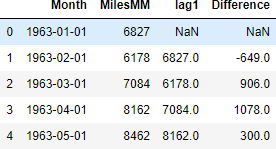 Month MilesMM lag1 Difference
0 1963-01-01 6827 NaN NaN
1 1963-02-01 6178 6827.0 -649.0
2 1963-03-01 7084 6178.0 906.0
3 1963-04-01 8162 7084.0 1078.0
4 1963-05-01 8462 8162.0 300.0